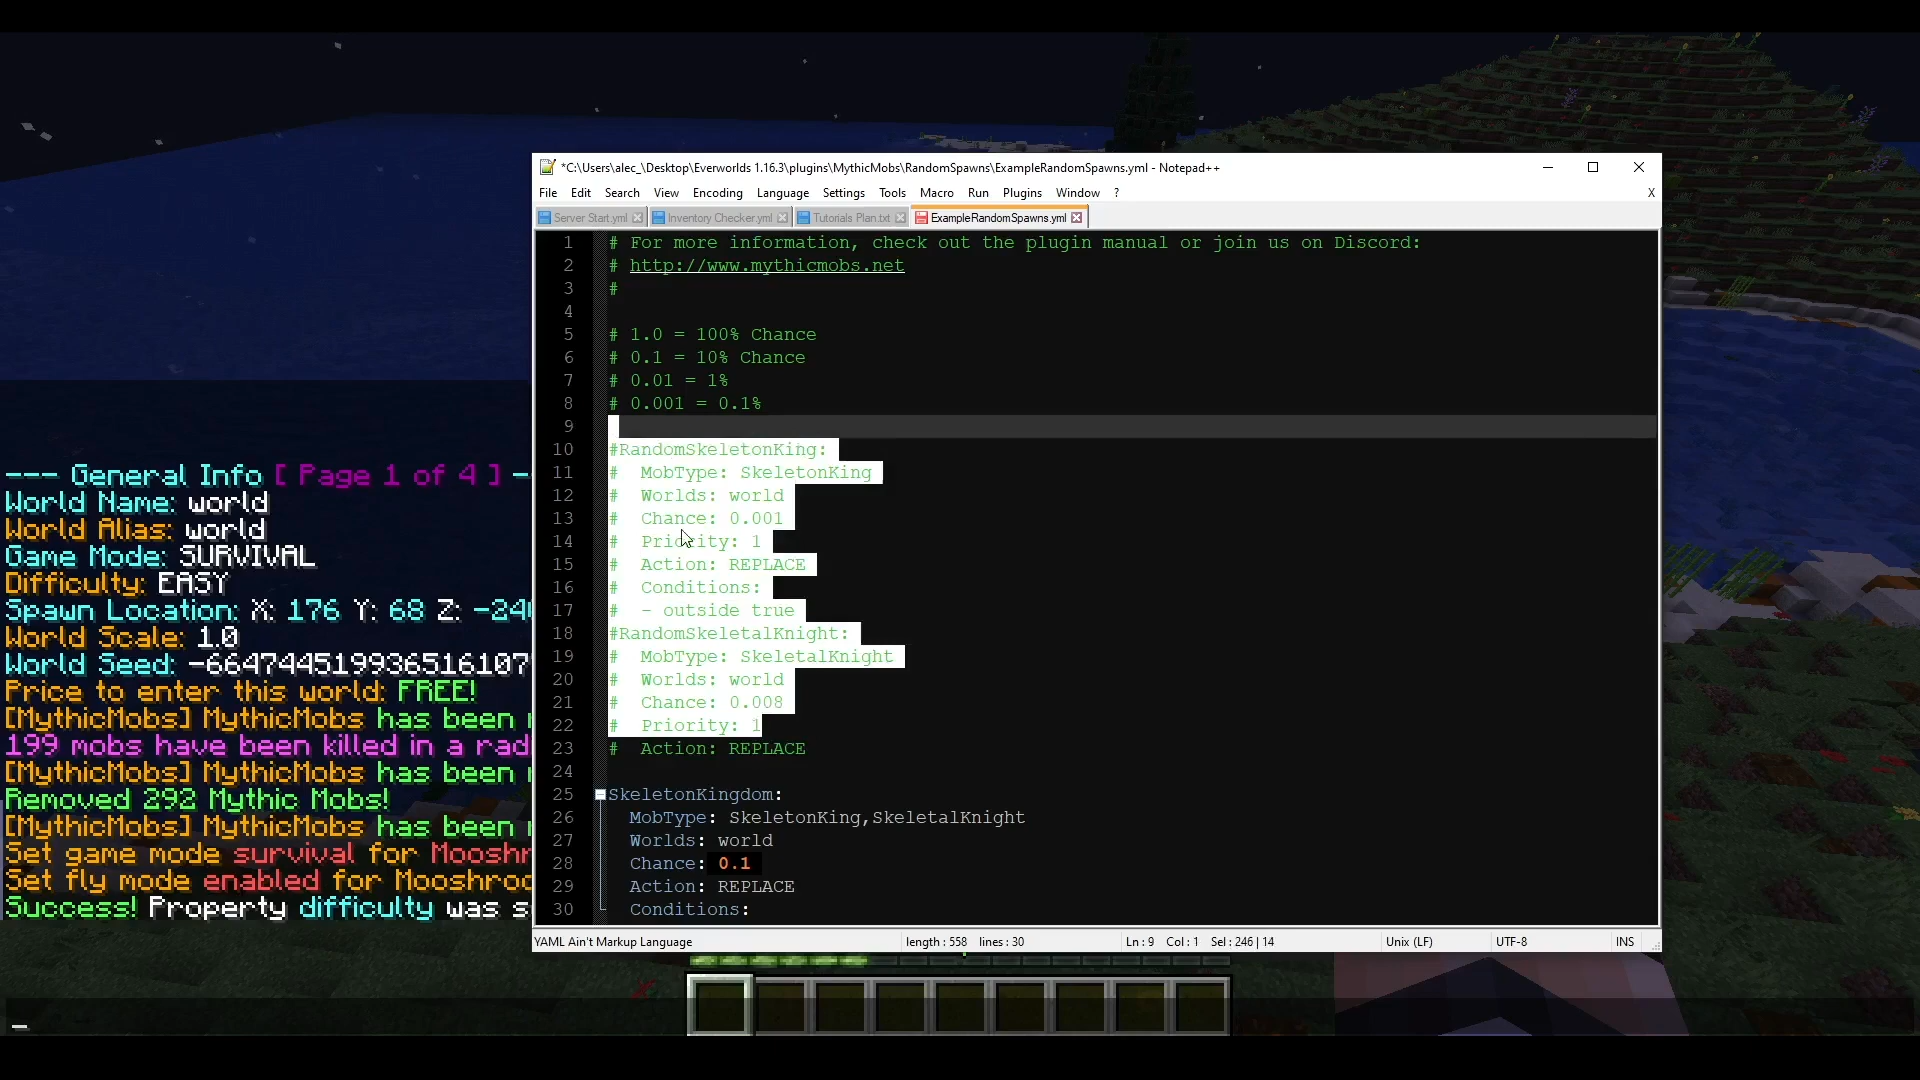 *C:\Users\alec_\Desktop\Everworlds 1.16.3\plugins\MythicMobs\RandomSpawns\ExampleRandomSpawns.yml - Notepad++
File Edit Search View Encoding Language Settings Tools Macro Run Plugins Window ? X
Server Start.yml Inventory Checker.yml Tutorials Plan.txt ExampleRandomSpawns.yml
1 # For more information, check out the plugin manual or join us on Discord:
2 # http://www.mythicmobs.net
3 #
4
5 # 1.0 = 100% Chance
6 # 0.1 = 10% Chance
7 # 0.01 = 1%
8 # 0.001 = 0.1%
9
10 #RandomSkeletonKing:
11 #  MobType: SkeletonKing
12 #  Worlds: world
13 #  Chance: 0.001
14 #  Priority: 1
15 #  Action: REPLACE
16 #  Conditions:
17 #  - outside true
18 #RandomSkeletalKnight:
19 #  MobType: SkeletalKnight
20 #  Worlds: world
21 #  Chance: 0.008
22 #  Priority: 1
23 #  Action: REPLACE
24
25 SkeletonKingdom:
26   MobType: SkeletonKing,SkeletalKnight
27   Worlds: world
28   Chance: 0.1
29   Action: REPLACE
30   Conditions:
YAML Ain't Markup Language length : 558 lines : 30 Ln : 9 Col : 1 Sel : 246 | 14 Unix (LF) UTF-8 INS
--- General Info [ Page 1 of 4 ] -
World Name: world
World Alias: world
Game Mode: SURVIVAL
Difficulty: EASY
Spawn Location: X: 176 Y: 68 Z: -240
World Scale: 1.0
World Seed: -6647445199936516107
Price to enter this world: FREE!
[MythicMobs] MythicMobs has been
199 mobs have been killed in a rad
[MythicMobs] MythicMobs has been
Removed 292 Mythic Mobs!
[MythicMobs] MythicMobs has been
Set game mode survival for Mooshr
Set fly mode enabled for Mooshroo
Success! Property difficulty was s